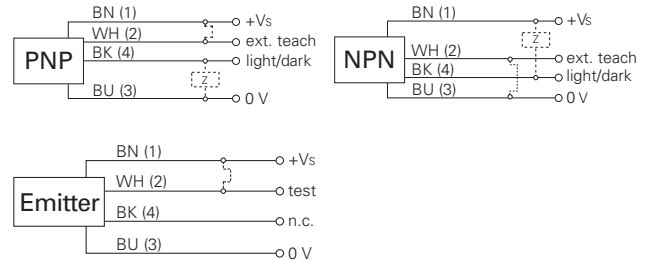 BN (1) +Vs
WH (2) ext. teach
BK (4) light/dark
PNP
Z
BU (3) 0 V
BN (1) +Vs
Z
WH (2) ext. teach
NPN
BK (4) light/dark
BU (3) 0 V
BN (1) +Vs
WH (2) test
Emitter
BK (4) n.c.
BU (3) 0 V